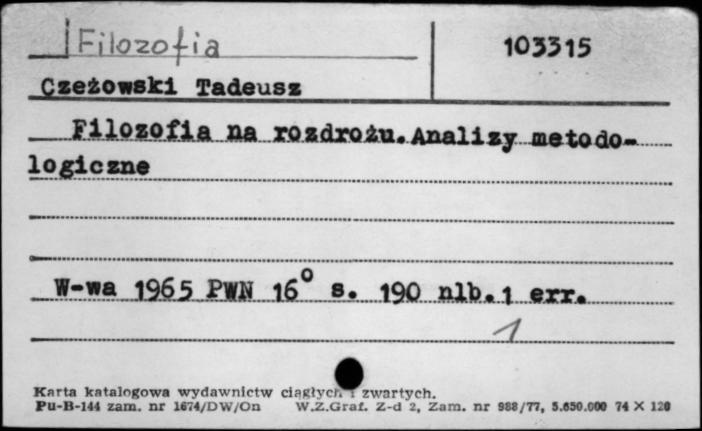 Filozofia
103315
Czeżowski Tadeusz
Filozofia na rozdrożu.Analizy metodo-
logiczne
W-wa 1965 PWN 16° s. 190 nlb.1 err.
1
Karta katalogowa wydawnictw ciągłych i zwartych.
Pu-B-144 zam. nr 1674/DW/On W.Z.Graf. Z-d 2, Zam. nr 988/77, 5.650.000 74 X 120